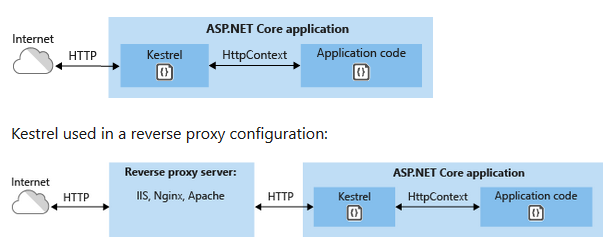 ASP.NET Core application
Internet
HTTP
Kestrel
HttpContext
Application code
Kestrel used in a reverse proxy configuration:
Reverse proxy server:
ASP.NET Core application
Internet
HTTP
IIS, Nginx, Apache
HTTP
Kestrel
HttpContext
Application code